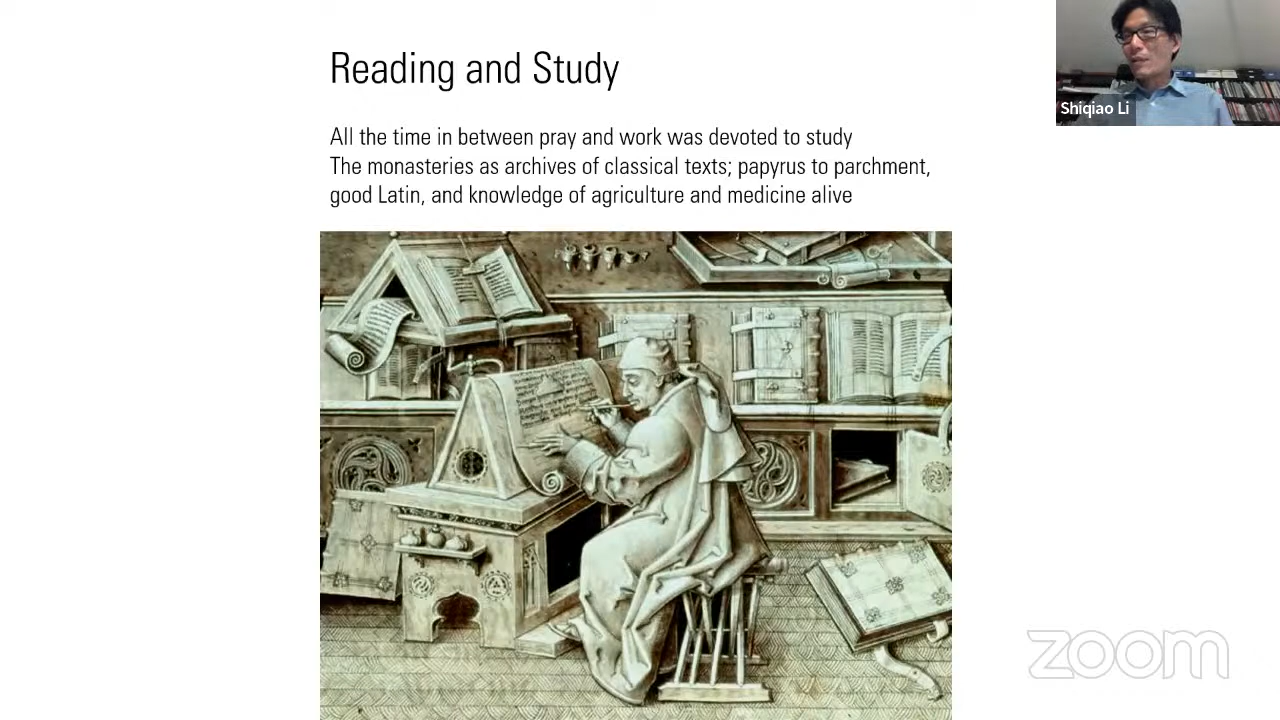 Reading and Study
All the time in between pray and work was devoted to study
The monasteries as archives of classical texts; papyrus to parchment,
good Latin, and knowledge of agriculture and medicine alive
Shiqiao Li
zoom